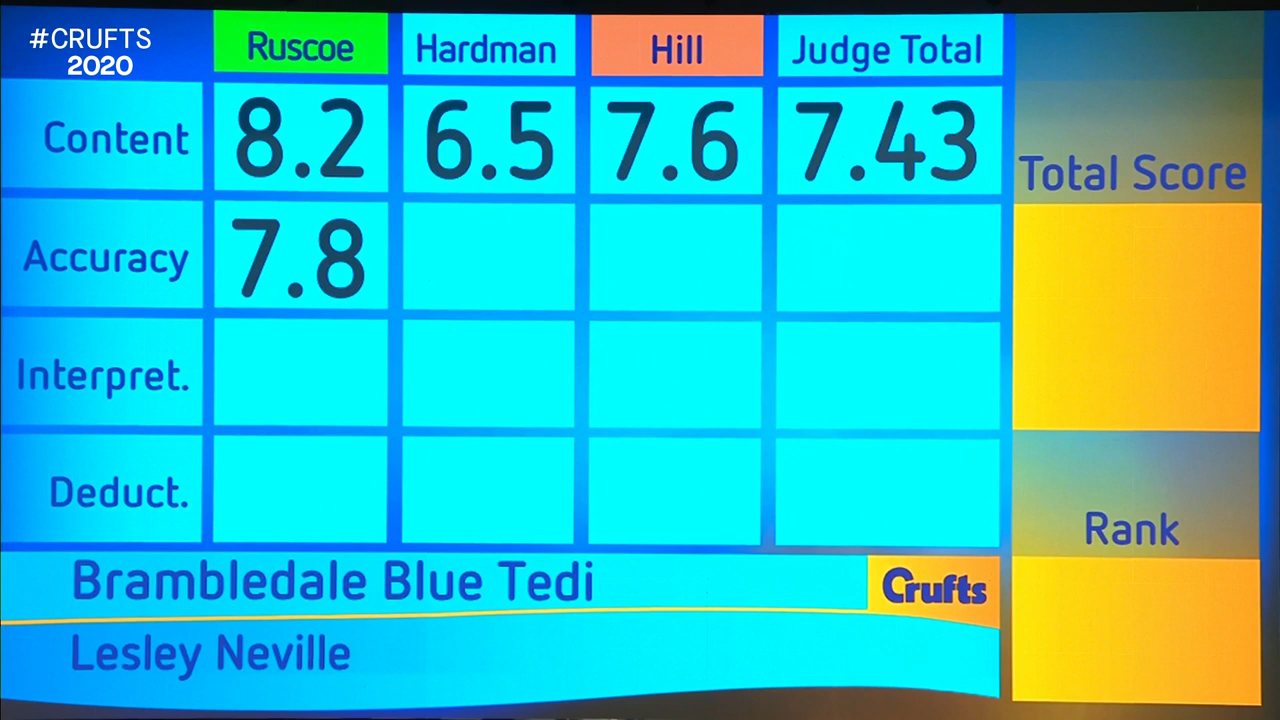 #CRUFTS
2020
Ruscoe Hardman Hill Judge Total
Content 8.2 6.5 7.6 7.43
Total Score
Accuracy 7.8
Interpret.
Deduct.
Rank
Brambledale Blue Tedi
Crufts
Lesley Neville